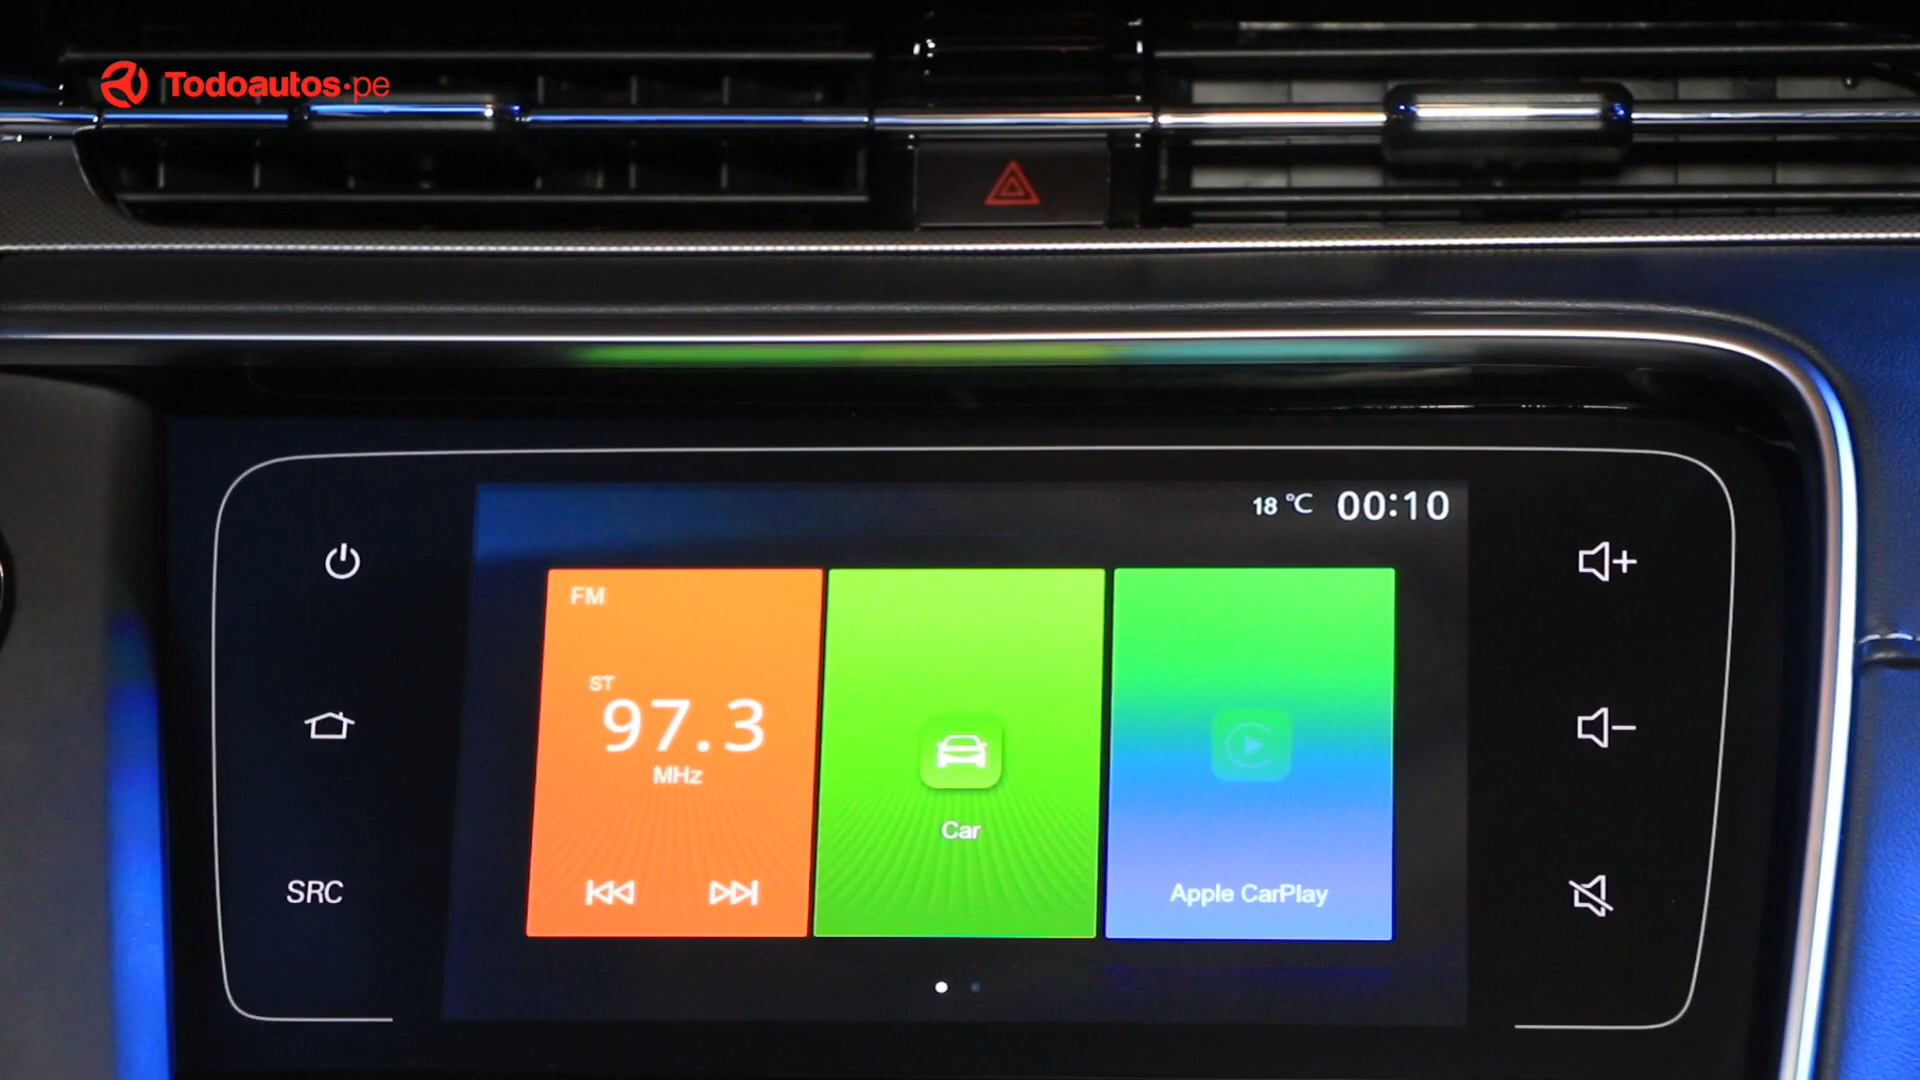 Todoautos.pe
18 °C 00:10
FM
ST
97.3
MHz
Car
Apple CarPlay
SRC